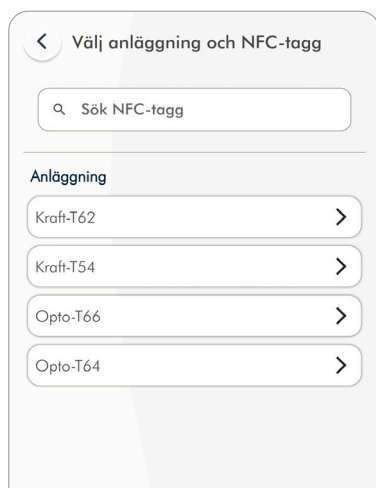 Välj anläggning och NFC-tagg
Sök NFC-tagg
Anläggning
Kraft-T62
Kraft-T54
Opto-T66
Opto-T64